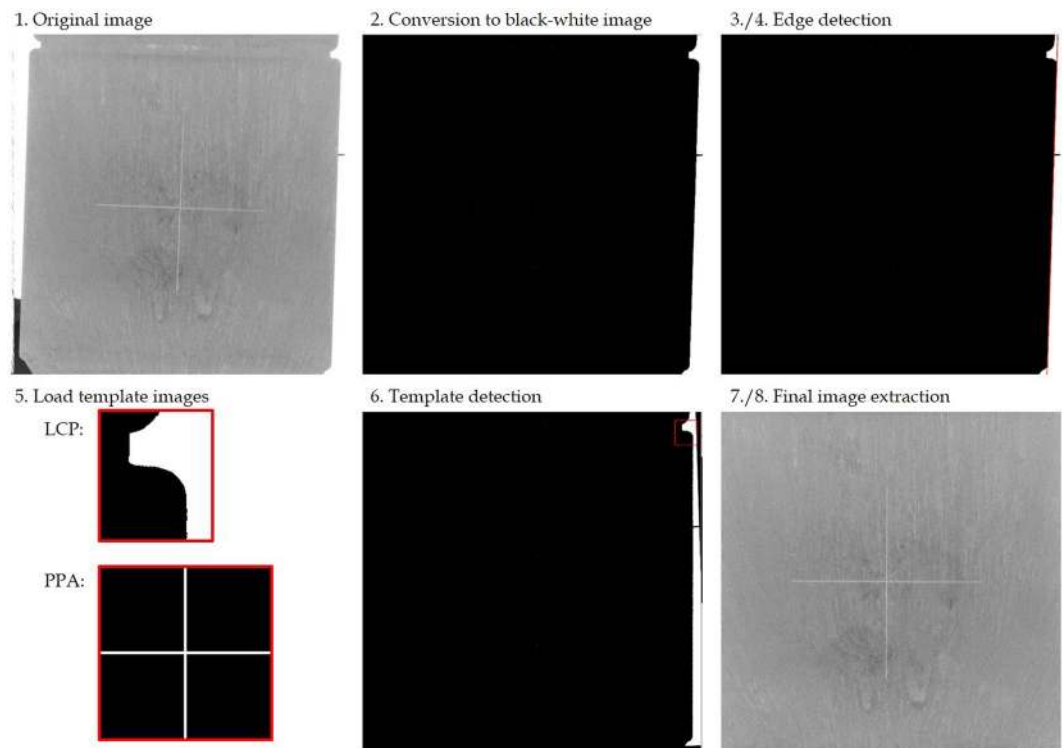 1. Original image
2. Conversion to black-white image
3./4. Edge detection
5. Load template images
6. Template detection
7./8. Final image extraction
LCP:
PPA: